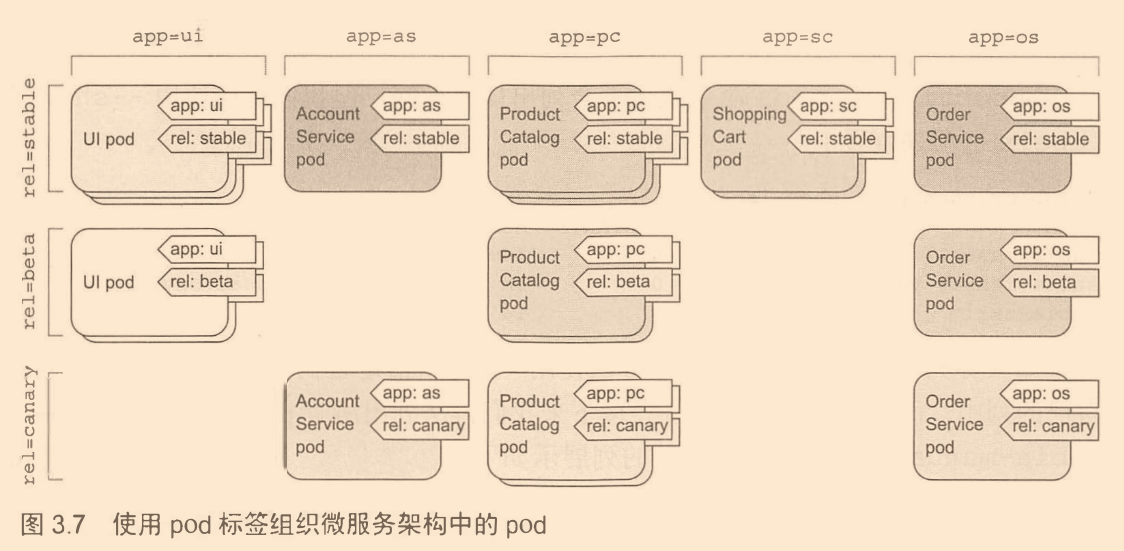 app=ui
app=as
app=pc
app=sc
app=os
rel=stable
UI pod
app: ui
rel: stable
Account
Service
pod
app: as
rel: stable
Product
Catalog
pod
app: pc
rel: stable
Shopping
Cart
pod
app: sc
rel: stable
Order
Service
pod
app: os
rel: stable
rel=beta
UI pod
app: ui
rel: beta
Product
Catalog
pod
app: pc
rel: beta
Order
Service
pod
app: os
rel: beta
rel=canary
Account
Service
pod
app: as
rel: canary
Product
Catalog
pod
app: pc
rel: canary
Order
Service
pod
app: os
rel: canary
图 3.7 使用 pod 标签组织微服务架构中的 pod